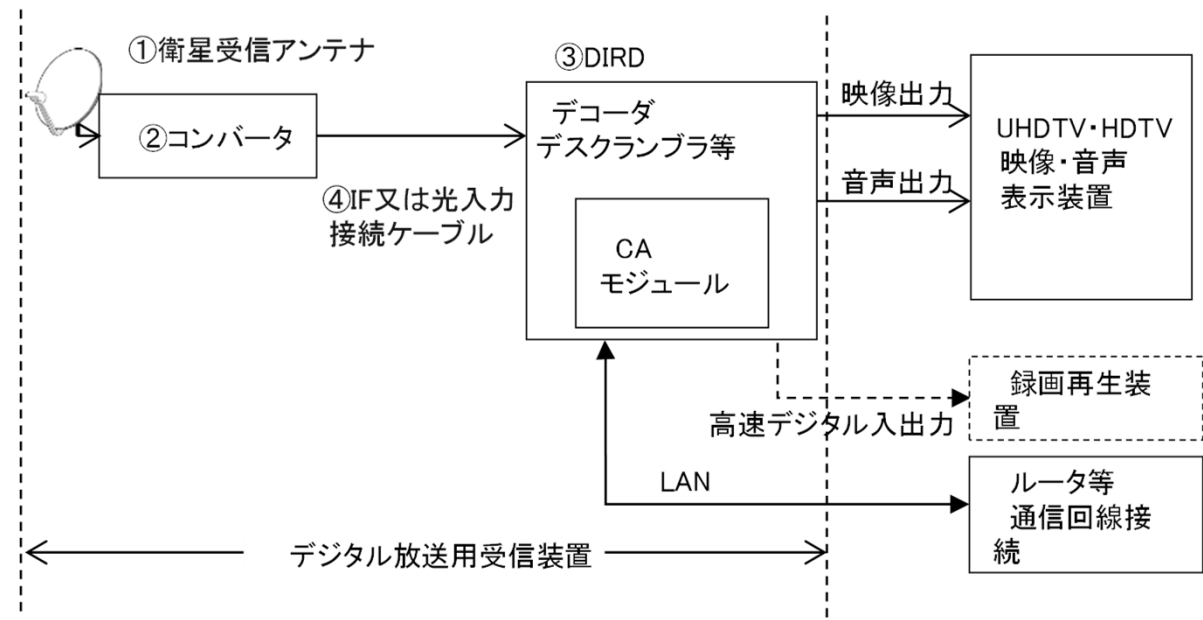 ①衛星受信アンテナ
②コンバータ
④IF又は光入力
接続ケーブル
③DIRD
デコーダ
デスクランブラ等
CA
モジュール
映像出力
音声出力
UHDTV・HDTV
映像・音声
表示装置
高速デジタル入出力
録画再生装
置
LAN
ルータ等
通信回線接
続
デジタル放送用受信装置